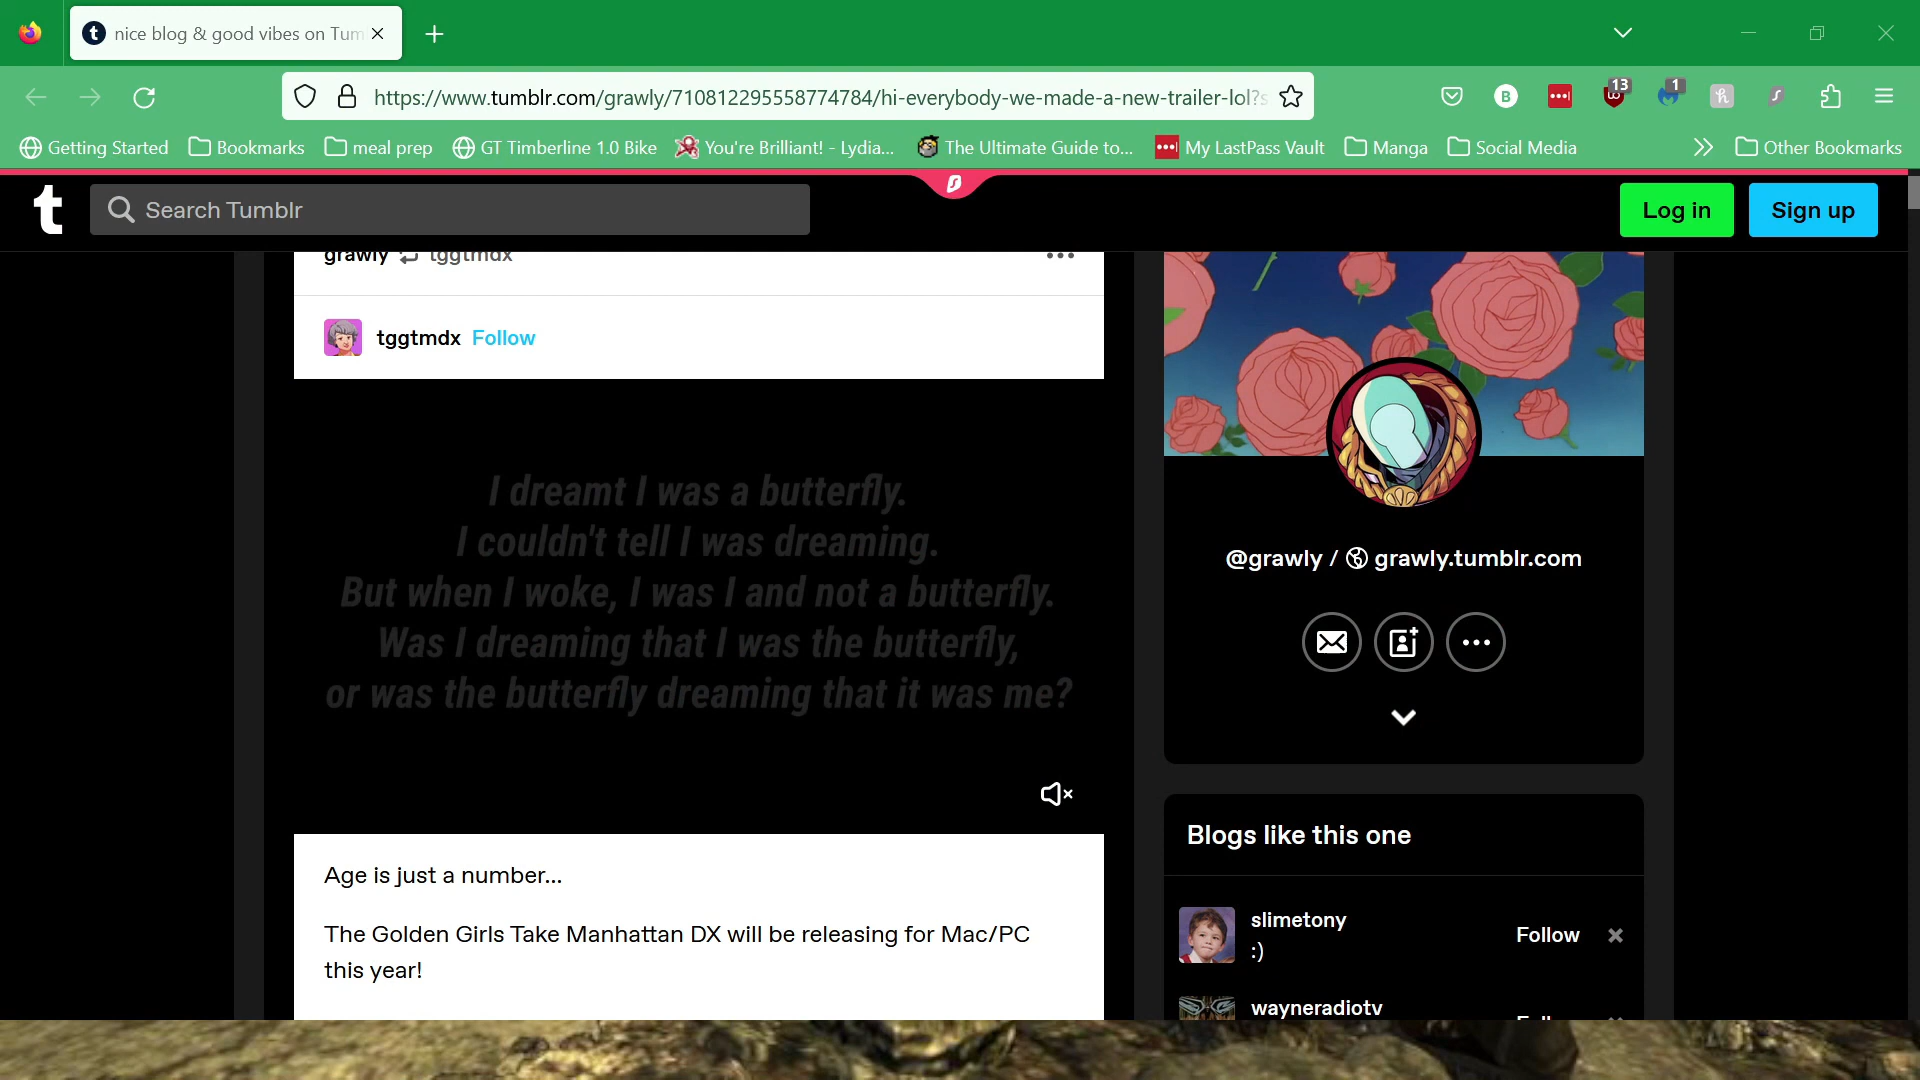 nice blog & good vibes on Tum
https://www.tumblr.com/grawly/710812295558774784/hi-everybody-we-made-a-new-trailer-lol?s
B
13
1
Getting Started
Bookmarks
meal prep
GT Timberline 1.0 Bike
You're Brilliant! - Lydia...
The Ultimate Guide to...
My LastPass Vault
Manga
Social Media
Other Bookmarks
Search Tumblr
Log in
Sign up
grawly tggtmdx
tggtmdx Follow
I dreamt I was a butterfly.
I couldn't tell I was dreaming.
But when I woke, I was I and not a butterfly.
Was I dreaming that I was the butterfly,
or was the butterfly dreaming that it was me?
Age is just a number...
The Golden Girls Take Manhattan DX will be releasing for Mac/PC
this year!
@grawly / grawly.tumblr.com
Blogs like this one
slimetony
:)
Follow
wayneradiotv